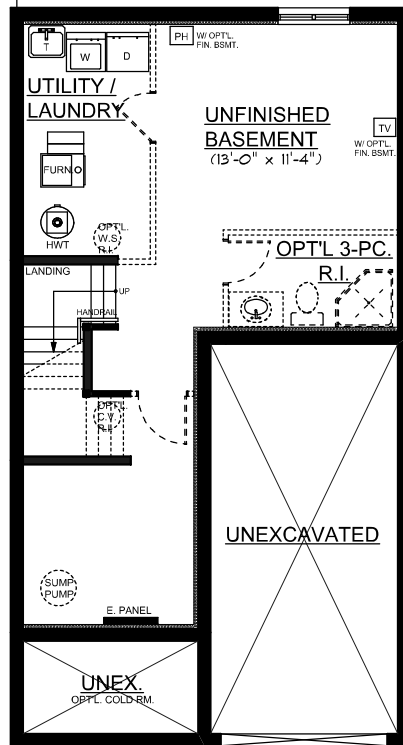 PH
W/ OPT'L.
FIN. BSMT.
T
W
D
UTILITY /
LAUNDRY
UNFINISHED
BASEMENT
(13'-0" x 11'-4")
TV
W/ OPT'L.
FIN. BSMT.
FURN.
HWT
OPT'L.
W.S
R.I.
OPT'L 3-PC.
R.I.
LANDING
UP
HANDRAIL
OPT'L.
C.V.
R.I.
UNEXCAVATED
SUMP
PUMP
E. PANEL
UNEX.
OPT'L. COLD RM.